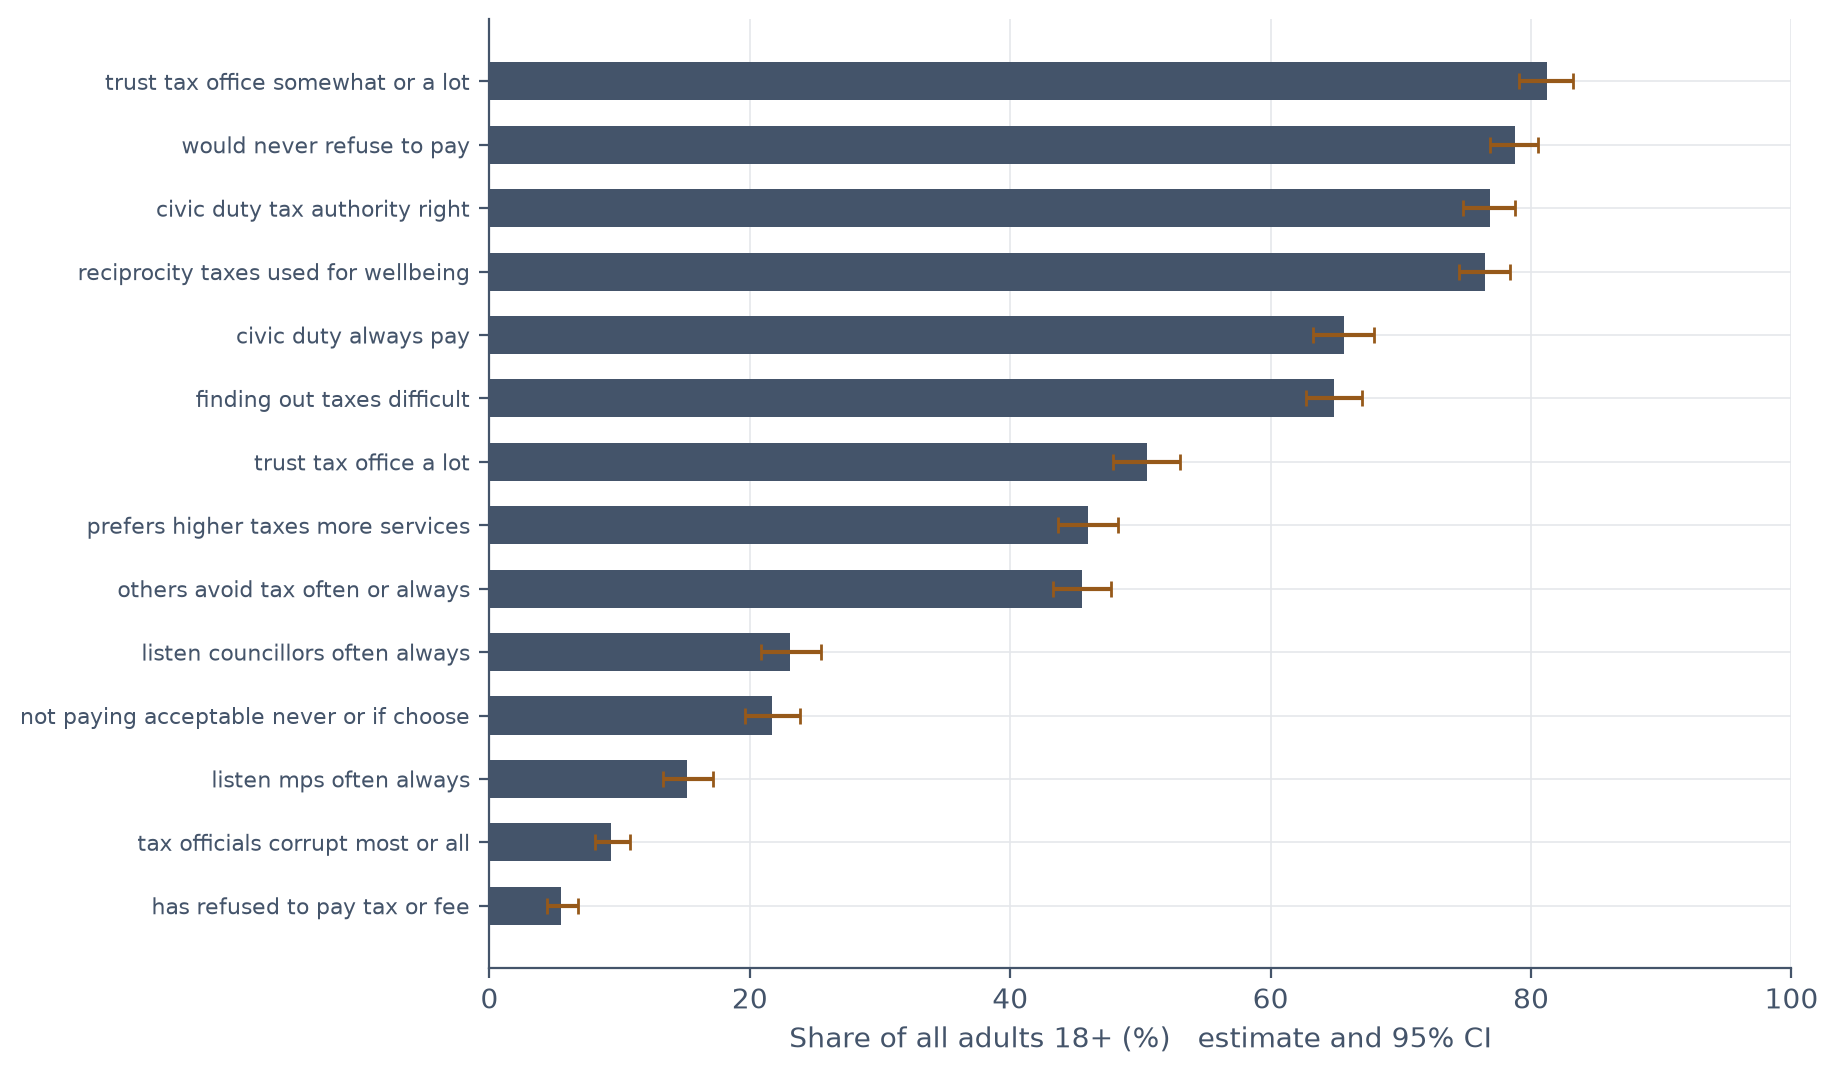 trust tax office somewhat or a lot
would never refuse to pay
civic duty tax authority right
reciprocity taxes used for wellbeing
civic duty always pay
finding out taxes difficult
trust tax office a lot
prefers higher taxes more services
others avoid tax often or always
listen councillors often always
not paying acceptable never or if choose
listen mps often always
tax officials corrupt most or all
has refused to pay tax or fee
0 20 40 60 80 100
Share of all adults 18+ (%) estimate and 95% CI